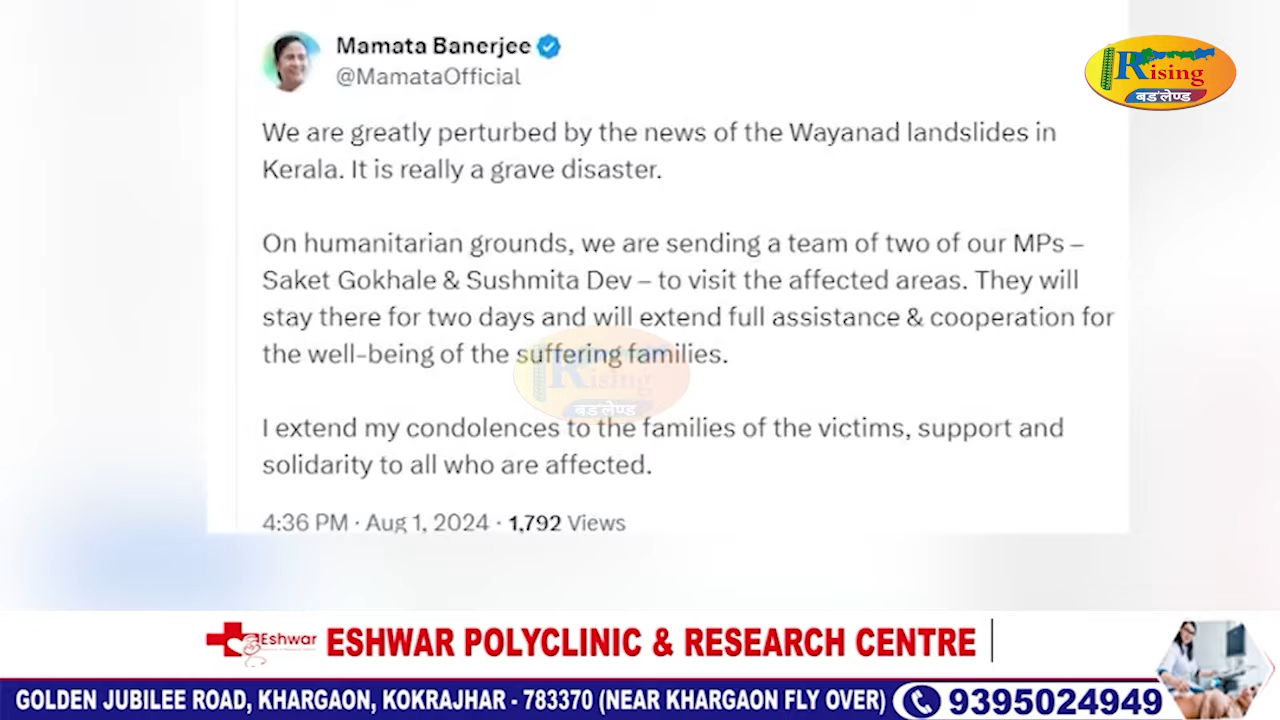 Mamata Banerjee
@MamataOfficial
Rising
बड़लेण्ड
We are greatly perturbed by the news of the Wayanad landslides in
Kerala. It is really a grave disaster.
On humanitarian grounds, we are sending a team of two of our MPs –
Saket Gokhale & Sushmita Dev – to visit the affected areas. They will
stay there for two days and will extend full assistance & cooperation for
the well-being of the suffering families.
Rising
बड़लेण्ड
I extend my condolences to the families of the victims, support and
solidarity to all who are affected.
4:36 PM · Aug 1, 2024 · 1,792 Views
Eshwar
ESHWAR POLYCLINIC & RESEARCH CENTRE
GOLDEN JUBILEE ROAD, KHARGAON, KOKRAJHAR - 783370 (NEAR KHARGAON FLY OVER)
9395024949